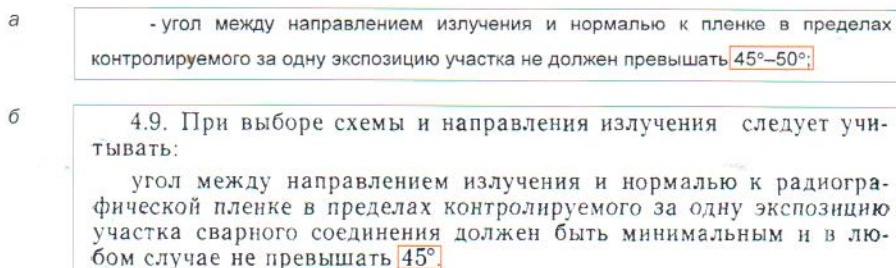 а
- угол между направлением излучения и нормалью к пленке в пределах
контролируемого за одну экспозицию участка не должен превышать 45°–50°;
б
4.9. При выборе схемы и направления излучения следует учи-
тывать:
угол между направлением излучения и нормалью к радиогра-
фической пленке в пределах контролируемого за одну экспозицию
участка сварного соединения должен быть минимальным и в лю-
бом случае не превышать 45°.